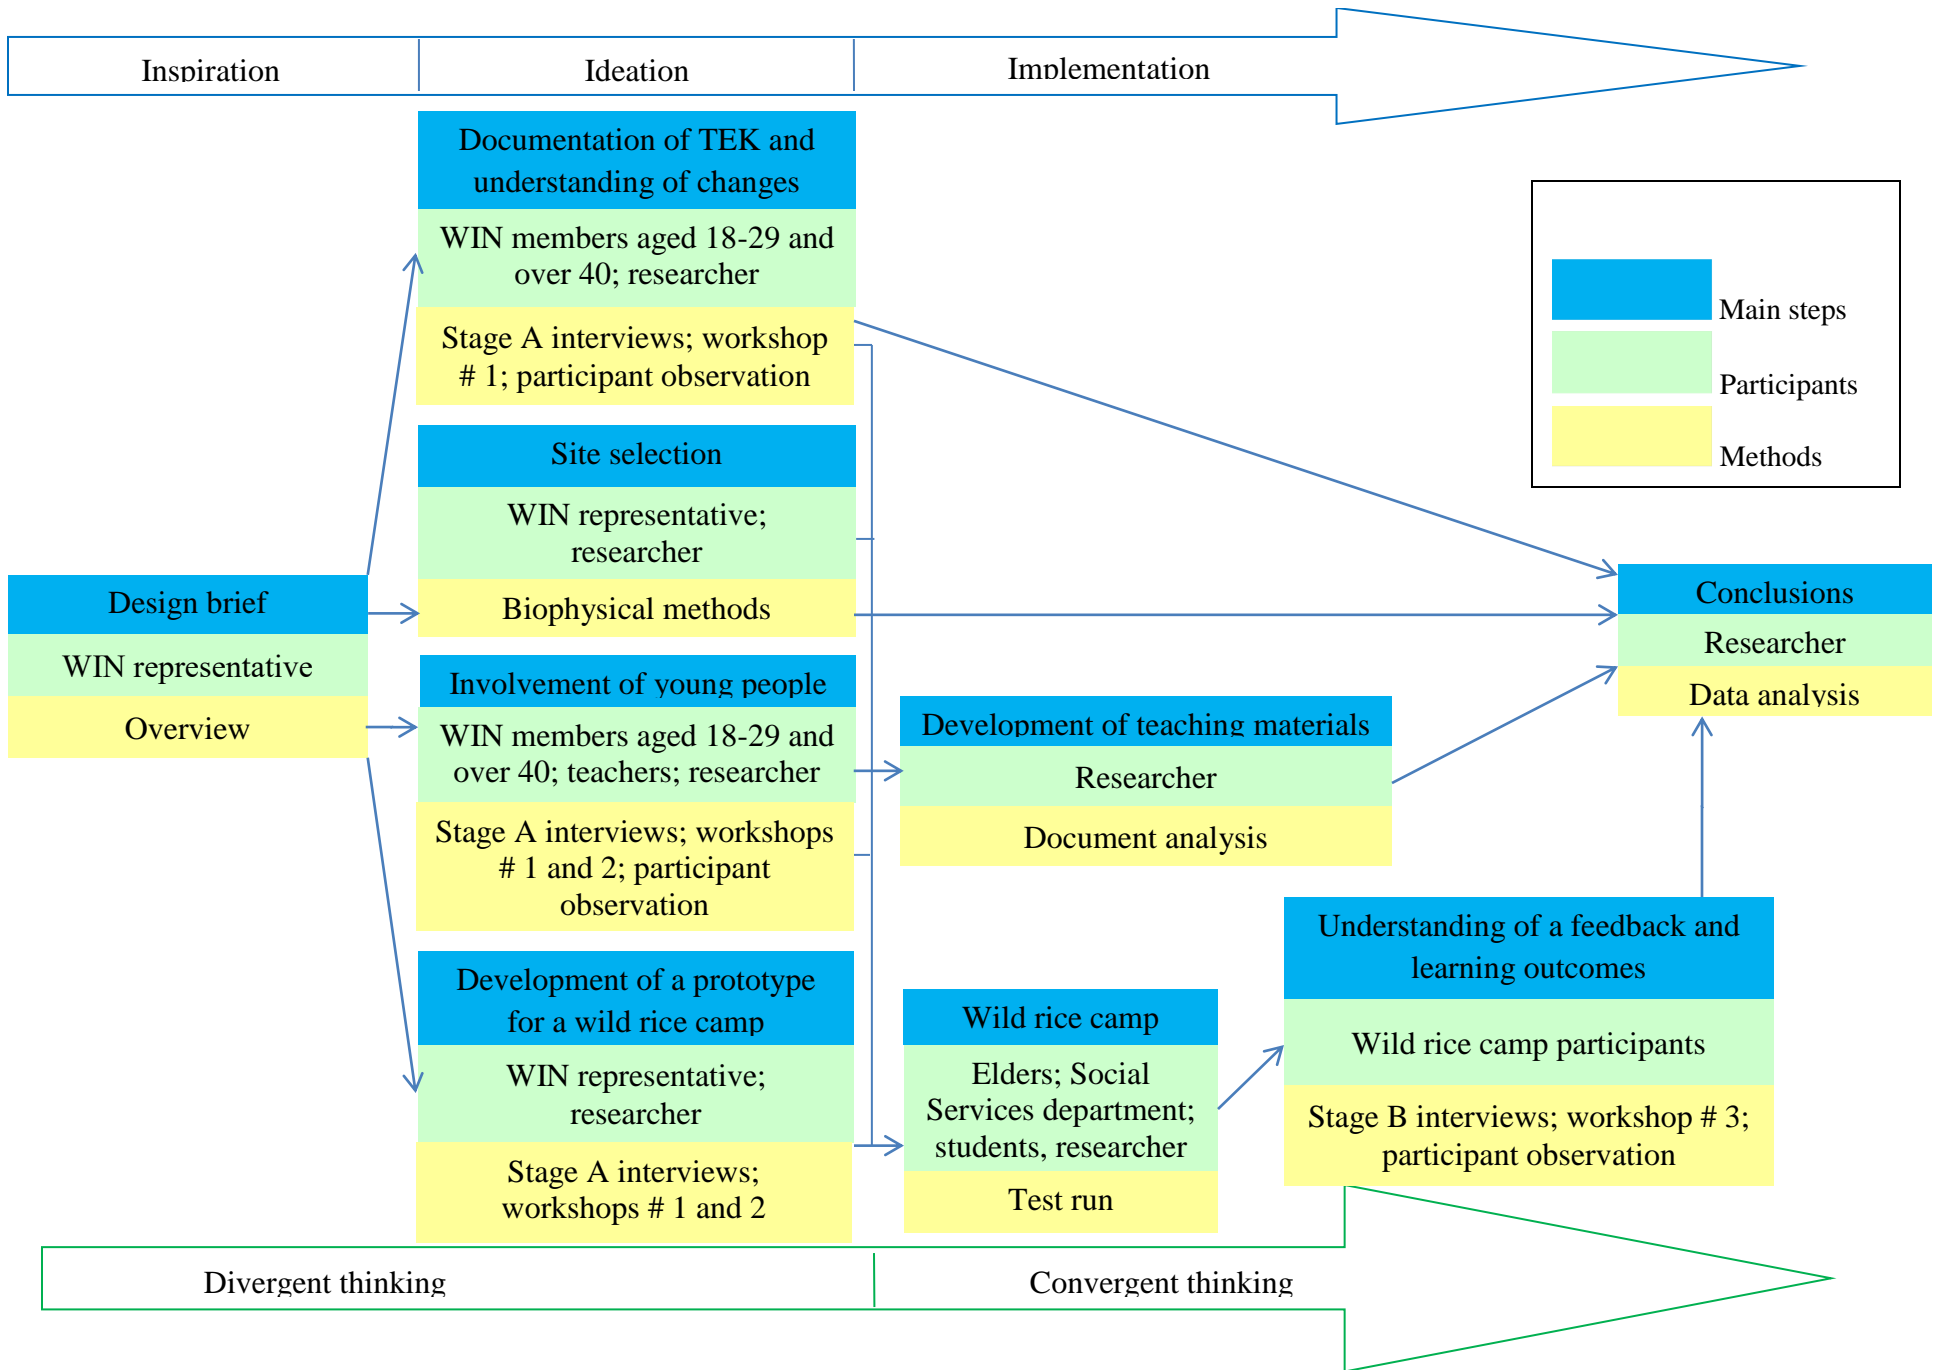 Inspiration
Ideation
Implementation
Documentation of TEK and
understanding of changes
WIN members aged 18-29 and
over 40; researcher
Stage A interviews; workshop
# 1; participant observation
Main steps
Participants
Methods
Site selection
WIN representative;
researcher
Biophysical methods
Design brief
WIN representative
Overview
Involvement of young people
WIN members aged 18-29 and
over 40; teachers; researcher
Stage A interviews; workshops
# 1 and 2; participant
observation
Development of a prototype
for a wild rice camp
WIN representative;
researcher
Stage A interviews;
workshops # 1 and 2
Development of teaching materials
Researcher
Document analysis
Wild rice camp
Elders; Social
Services department;
students, researcher
Test run
Understanding of a feedback and
learning outcomes
Wild rice camp participants
Stage B interviews; workshop # 3;
participant observation
Conclusions
Researcher
Data analysis
Divergent thinking
Convergent thinking